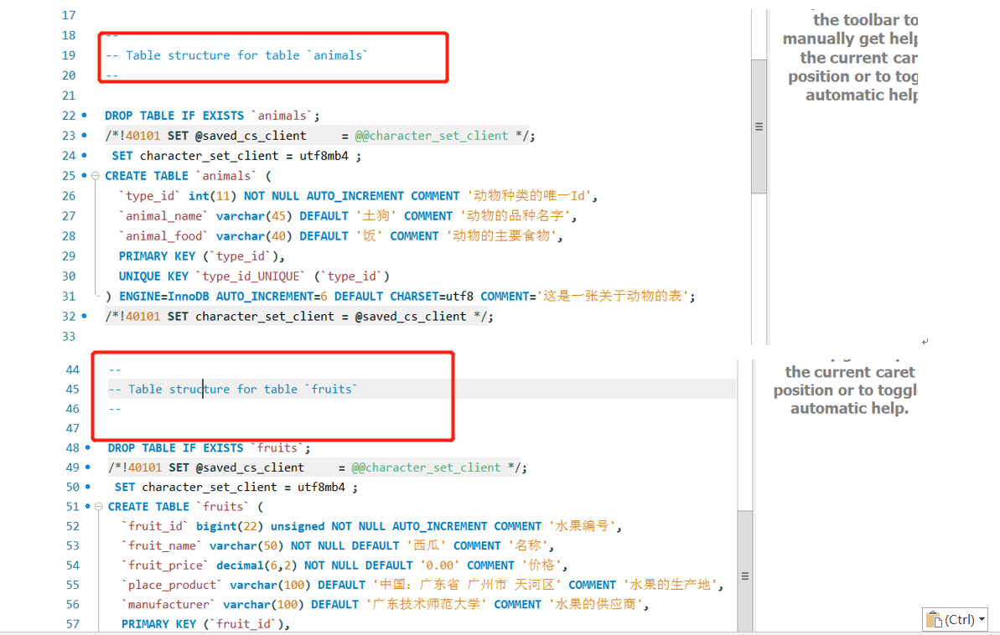 17
18 --
19 -- Table structure for table `animals`
20 --
21
22 DROP TABLE IF EXISTS `animals`;
23 /*!40101 SET @saved_cs_client     = @@character_set_client */;
24  SET character_set_client = utf8mb4 ;
25 CREATE TABLE `animals` (
26   `type_id` int(11) NOT NULL AUTO_INCREMENT COMMENT '动物种类的唯一Id',
27   `animal_name` varchar(45) DEFAULT '土狗' COMMENT '动物的品种名字',
28   `animal_food` varchar(40) DEFAULT '饭' COMMENT '动物的主要食物',
29   PRIMARY KEY (`type_id`),
30   UNIQUE KEY `type_id_UNIQUE` (`type_id`)
31 ) ENGINE=InnoDB AUTO_INCREMENT=6 DEFAULT CHARSET=utf8 COMMENT='这是一张关于动物的表';
32 /*!40101 SET character_set_client = @saved_cs_client */;
33
the toolbar to
manually get help
the current car
position or to tog
automatic help
44 --
45 -- Table structure for table `fruits`
46 --
47
48 DROP TABLE IF EXISTS `fruits`;
49 /*!40101 SET @saved_cs_client     = @@character_set_client */;
50  SET character_set_client = utf8mb4 ;
51 CREATE TABLE `fruits` (
52   `fruit_id` bigint(22) unsigned NOT NULL AUTO_INCREMENT COMMENT '水果编号',
53   `fruit_name` varchar(50) NOT NULL DEFAULT '西瓜' COMMENT '名称',
54   `fruit_price` decimal(6,2) NOT NULL DEFAULT '0.00' COMMENT '价格',
55   `place_product` varchar(100) DEFAULT '中国：广东省 广州市 天河区' COMMENT '水果的生产地',
56   `manufacturer` varchar(100) DEFAULT '广东技术师范大学' COMMENT '水果的供应商',
57   PRIMARY KEY (`fruit_id`),
the current caret
position or to toggl
automatic help.
(Ctrl)